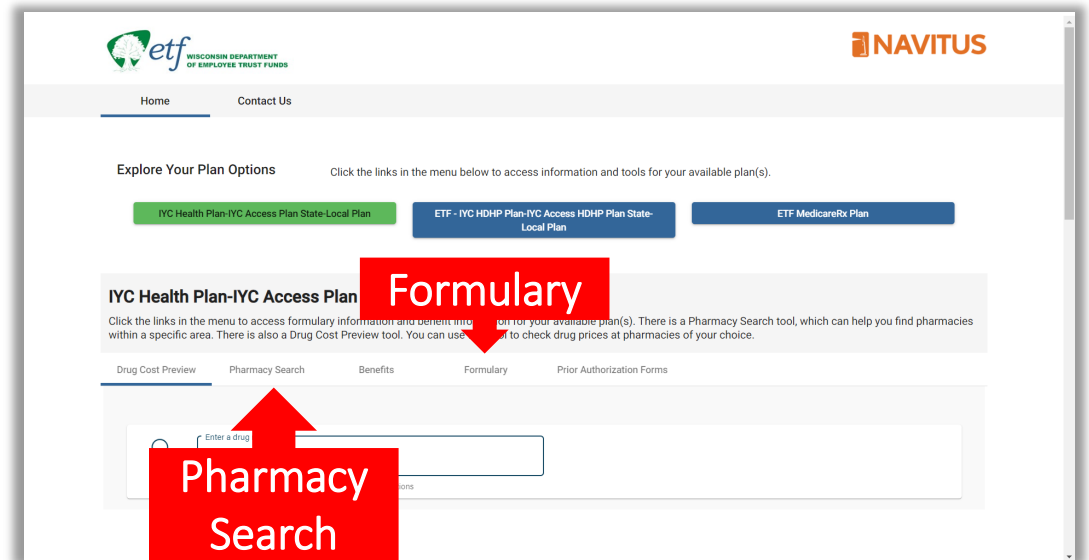 etf WISCONSIN DEPARTMENT
OF EMPLOYEE TRUST FUNDS
NAVITUS
Home Contact Us
Explore Your Plan Options Click the links in the menu below to access information and tools for your available plan(s).
IYC Health Plan-IYC Access Plan State-Local Plan
ETF - IYC HDHP Plan-IYC Access HDHP Plan State-
Local Plan
ETF MedicareRx Plan
IYC Health Plan-IYC Access Plan
Formulary
Click the links in the menu to access formulary information and benefit information for your available plan(s). There is a Pharmacy Search tool, which can help you find pharmacies
within a specific area. There is also a Drug Cost Preview tool. You can use to check drug prices at pharmacies of your choice.
Drug Cost Preview Pharmacy Search Benefits Formulary Prior Authorization Forms
Enter a drug
Pharmacy
Search